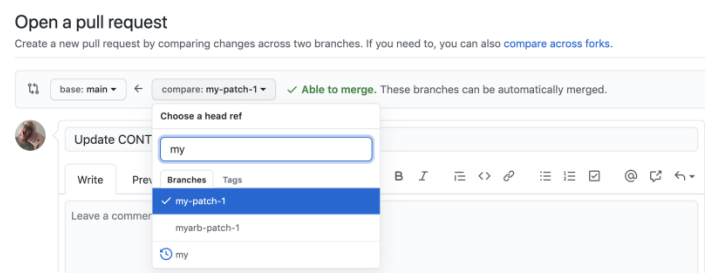 Open a pull request
Create a new pull request by comparing changes across two branches. If you need to, you can also compare across forks.
base: main
compare: my-patch-1
Able to merge. These branches can be automatically merged.
Choose a head ref
Update CONT
my
Write
Prev
Branches
Tags
my-patch-1
Leave a commer
myarb-patch-1
my